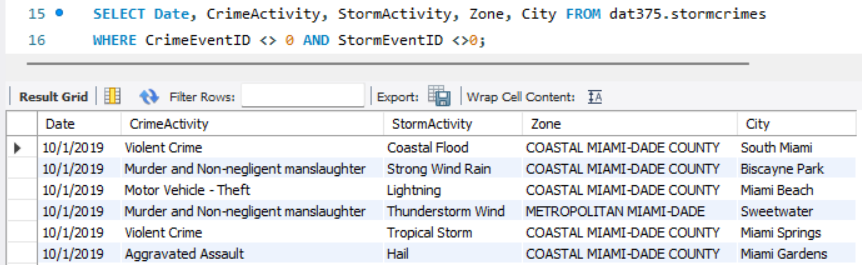 15 SELECT Date, CrimeActivity, StormActivity, Zone, City FROM dat375.stormcrimes
16 WHERE CrimeEventID <> 0 AND StormEventID <>0;
Result Grid Filter Rows: Export: Wrap Cell Content: IA
Date CrimeActivity StormActivity Zone City
10/1/2019 Violent Crime Coastal Flood COASTAL MIAMI-DADE COUNTY South Miami
10/1/2019 Murder and Non-negligent manslaughter Strong Wind Rain COASTAL MIAMI-DADE COUNTY Biscayne Park
10/1/2019 Motor Vehicle - Theft Lightning COASTAL MIAMI-DADE COUNTY Miami Beach
10/1/2019 Murder and Non-negligent manslaughter Thunderstorm Wind METROPOLITAN MIAMI-DADE Sweetwater
10/1/2019 Violent Crime Tropical Storm COASTAL MIAMI-DADE COUNTY Miami Springs
10/1/2019 Aggravated Assault Hail COASTAL MIAMI-DADE COUNTY Miami Gardens